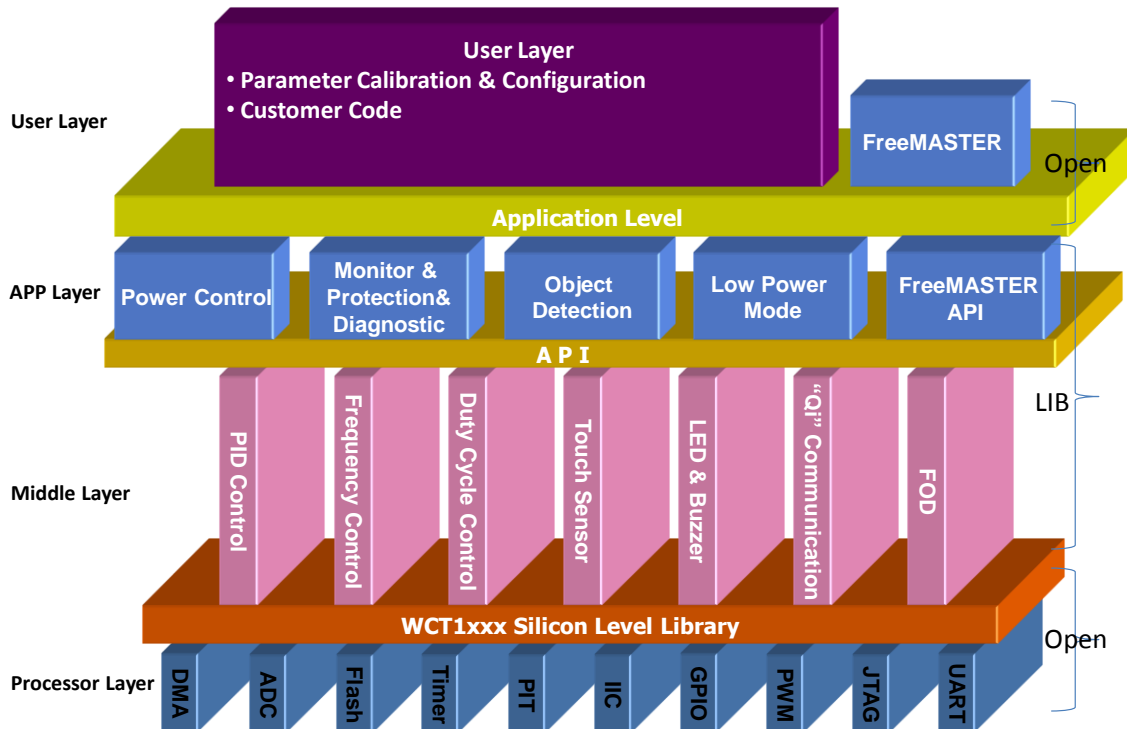 User Layer
• Parameter Calibration & Configuration
• Customer Code
User Layer
FreeMASTER
Open
Application Level
APP Layer
Power Control
Monitor &
Protection&
Diagnostic
Object
Detection
Low Power
Mode
FreeMASTER
API
A P I
Middle Layer
PID Control
Frequency Control
Duty Cycle Control
Touch Sensor
LED & Buzzer
“Qi” Communication
FOD
LIB
WCT1xxx Silicon Level Library
Open
Processor Layer
DMA
ADC
Flash
Timer
PIT
IIC
GPIO
PWM
JTAG
UART